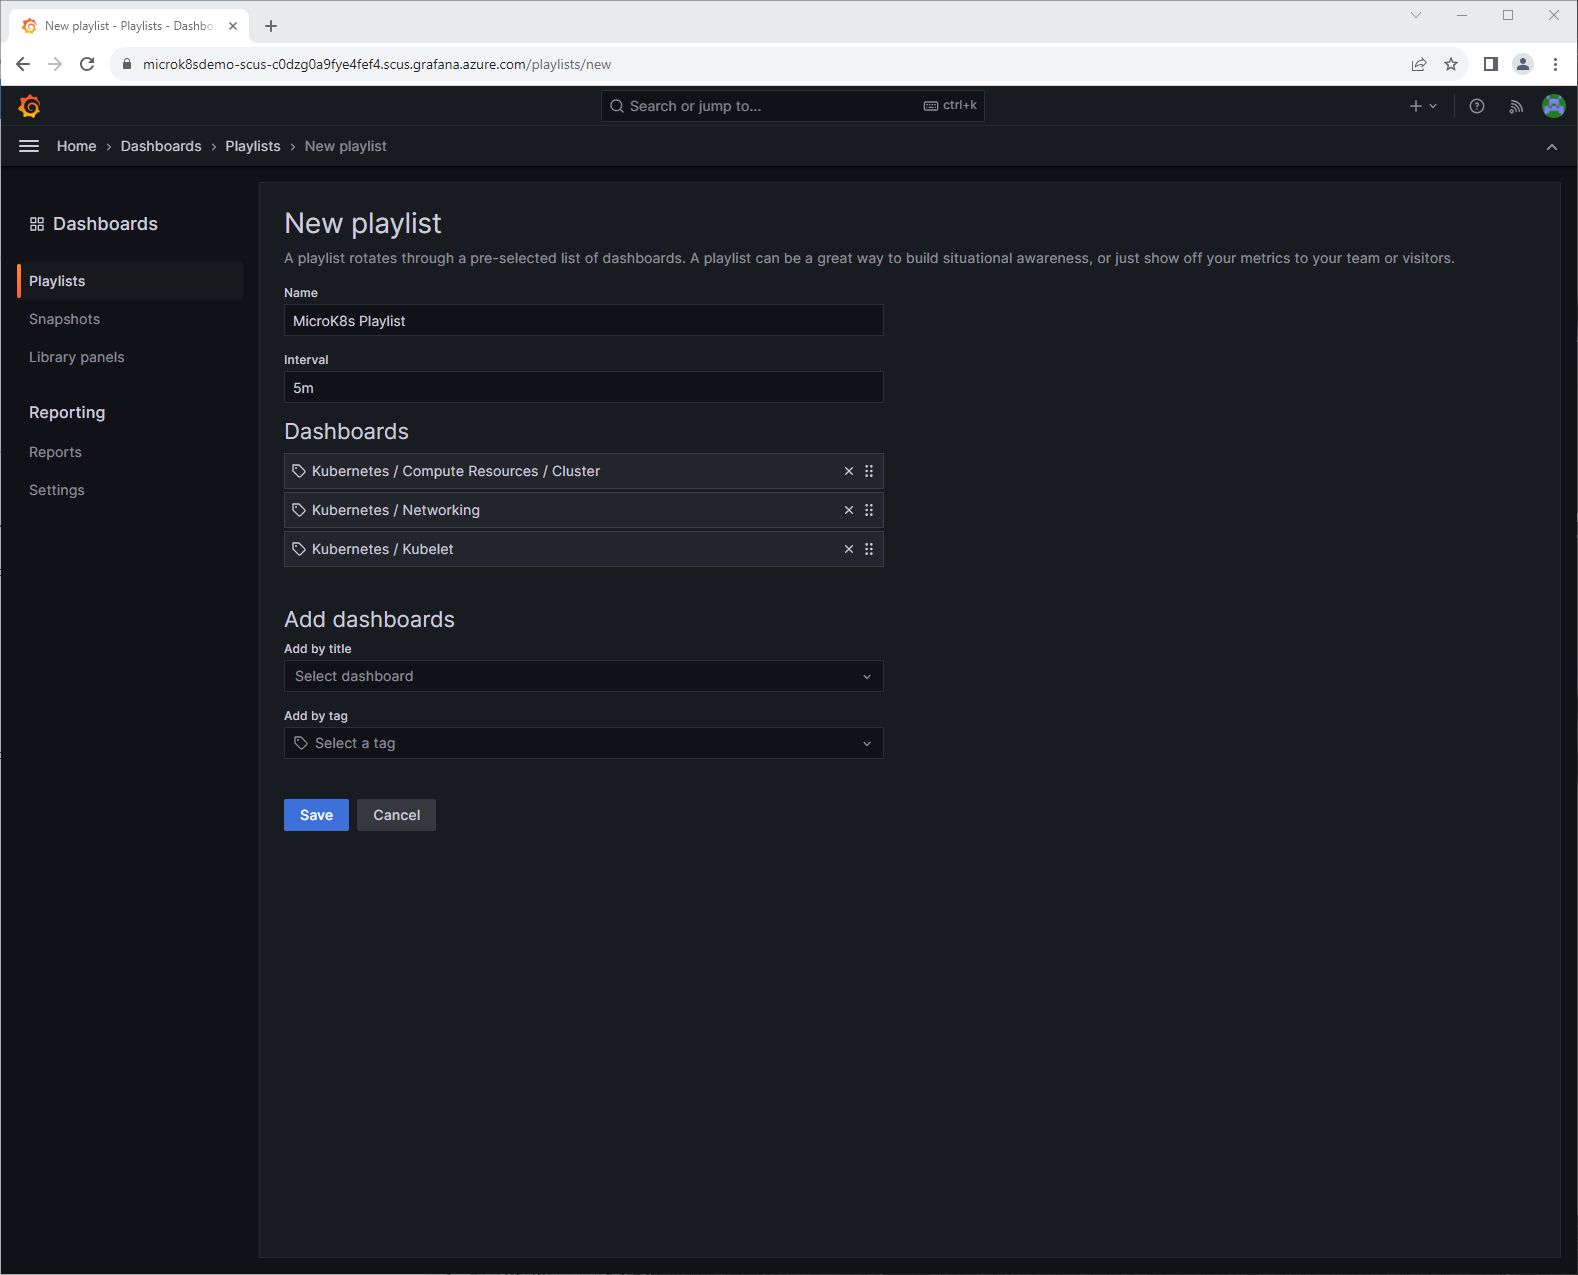 New playlist - Playlists - Dashbo
microk8sdemo-scus-c0dzg0a9fye4fef4.scus.grafana.azure.com/playlists/new
Search or jump to... ctrl+k
Home › Dashboards › Playlists › New playlist
Dashboards
Playlists
Snapshots
Library panels
Reporting
Reports
Settings
New playlist
A playlist rotates through a pre-selected list of dashboards. A playlist can be a great way to build situational awareness, or just show off your metrics to your team or visitors.
Name
MicroK8s Playlist
Interval
5m
Dashboards
Kubernetes / Compute Resources / Cluster
Kubernetes / Networking
Kubernetes / Kubelet
Add dashboards
Add by title
Select dashboard
Add by tag
Select a tag
Save Cancel